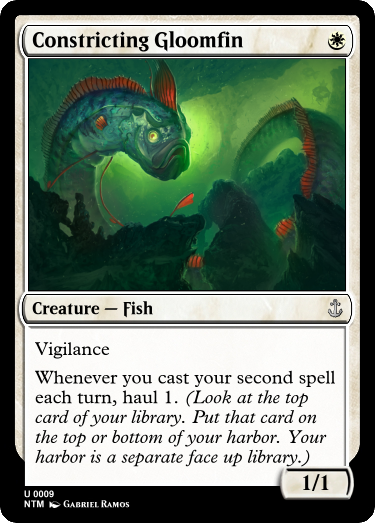 Constricting Gloomfin
Creature — Fish
Vigilance
Whenever you cast your second spell
each turn, haul 1. (Look at the top
card of your library. Put that card on
the top or bottom of your harbor. Your
harbor is a separate face up library.)
1/1
U 0009
NTM Gabriel Ramos